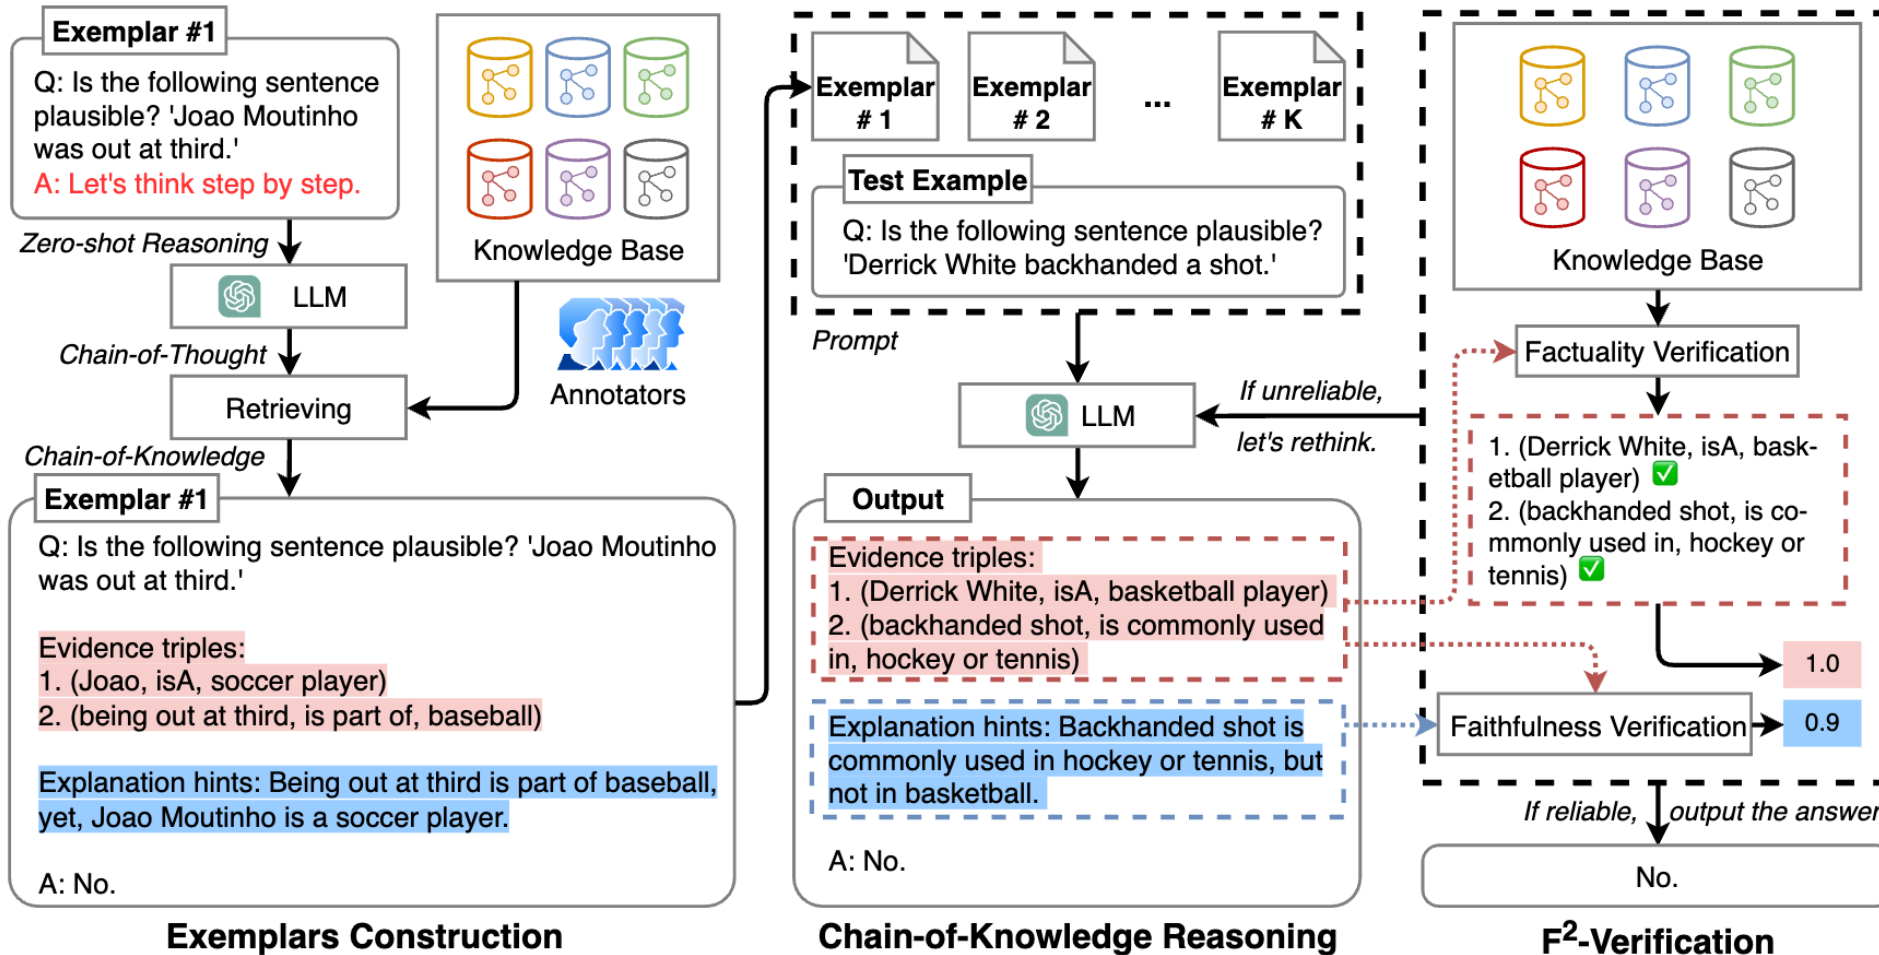 Exemplar #1
Q: Is the following sentence
plausible? 'Joao Moutinho
was out at third.'
A: Let's think step by step.
Zero-shot Reasoning
LLM
Chain-of-Thought
Retrieving
Chain-of-Knowledge
Knowledge Base
Annotators
Exemplar #1
Q: Is the following sentence plausible? 'Joao Moutinho
was out at third.'
Evidence triples:
1. (Joao, isA, soccer player)
2. (being out at third, is part of, baseball)
Explanation hints: Being out at third is part of baseball,
yet, Joao Moutinho is a soccer player.
A: No.
Exemplars Construction
Exemplar
# 1
Exemplar
# 2
...
Exemplar
# K
Test Example
Q: Is the following sentence plausible?
'Derrick White backhanded a shot.'
Prompt
LLM
If unreliable,
let's rethink.
Output
Evidence triples:
1. (Derrick White, isA, basketball player)
2. (backhanded shot, is commonly used
in, hockey or tennis)
Explanation hints: Backhanded shot is
commonly used in hockey or tennis, but
not in basketball.
A: No.
Chain-of-Knowledge Reasoning
Knowledge Base
Factuality Verification
1. (Derrick White, isA, bask-
etball player)
2. (backhanded shot, is co-
mmonly used in, hockey or
tennis)
1.0
Faithfulness Verification
0.9
If reliable, output the answer
No.
F²-Verification